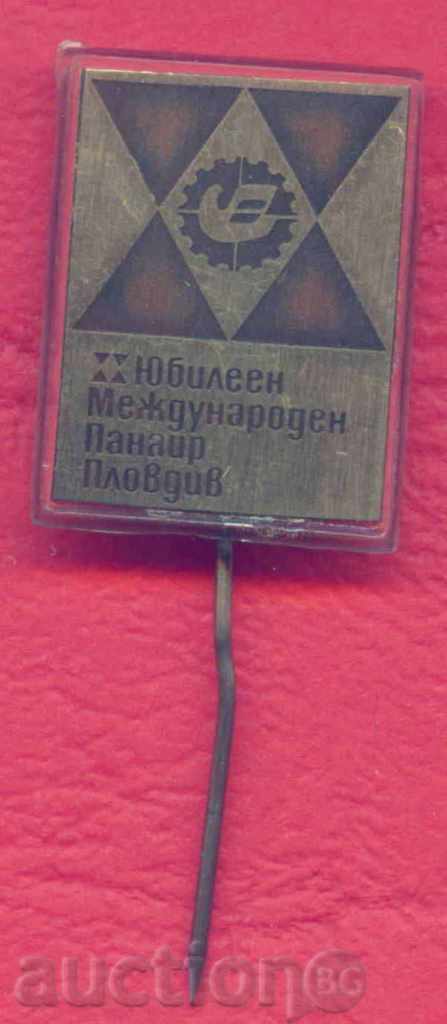 XX Юбилеен
Международен
Панаир
Пловдив
auctionBG